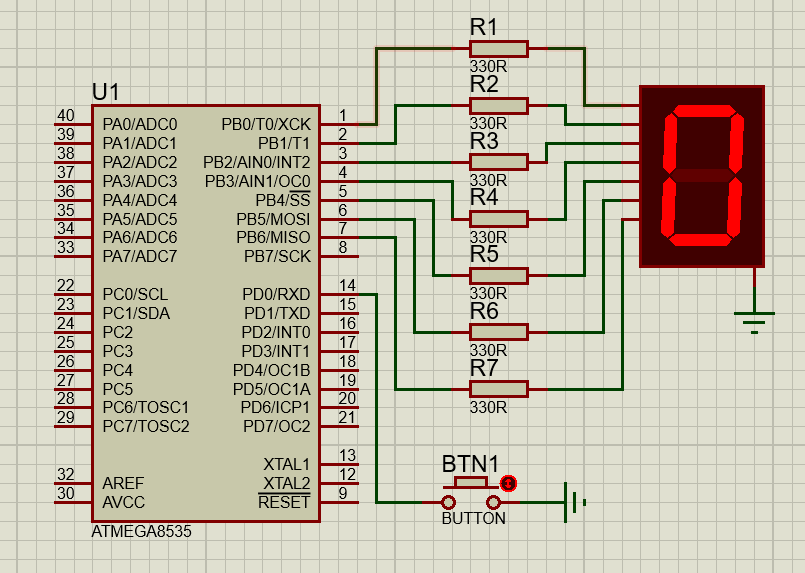 U1
40 PA0/ADC0 PB0/T0/XCK 1
39 PA1/ADC1 PB1/T1 2
38 PA2/ADC2 PB2/AIN0/INT2 3
37 PA3/ADC3 PB3/AIN1/OC0 4
36 PA4/ADC4 PB4/SS 5
35 PA5/ADC5 PB5/MOSI 6
34 PA6/ADC6 PB6/MISO 7
33 PA7/ADC7 PB7/SCK 8
22 PC0/SCL PD0/RXD 14
23 PC1/SDA PD1/TXD 15
24 PC2 PD2/INT0 16
25 PC3 PD3/INT1 17
26 PC4 PD4/OC1B 18
27 PC5 PD5/OC1A 19
28 PC6/TOSC1 PD6/ICP1 20
29 PC7/TOSC2 PD7/OC2 21
XTAL1 13
32 AREF XTAL2 12
30 AVCC RESET 9
ATMEGA8535
R1
330R
R2
330R
R3
330R
R4
330R
R5
330R
R6
330R
R7
330R
0
BTN1
BUTTON